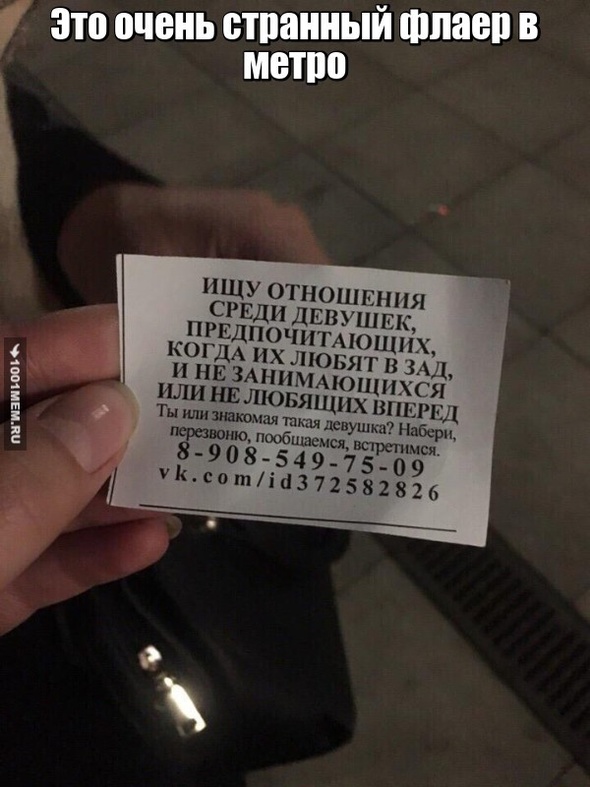 Это очень странный флаер в
метро
ИЩУ ОТНОШЕНИЯ
СРЕДИ ДЕВУШЕК,
ПРЕДПОЧИТАЮЩИХ,
КОГДА ИХ ЛЮБЯТ В ЗАД,
И НЕ ЗАНИМАЮЩИХСЯ
ИЛИ НЕ ЛЮБЯЩИХ ВПЕРЕД
Ты или знакомая такая девушка? Набери,
перезвоню, пообщаемся, встретимся.
8-908-549-75-09
vk.com/id372582826
1001MEM.RU